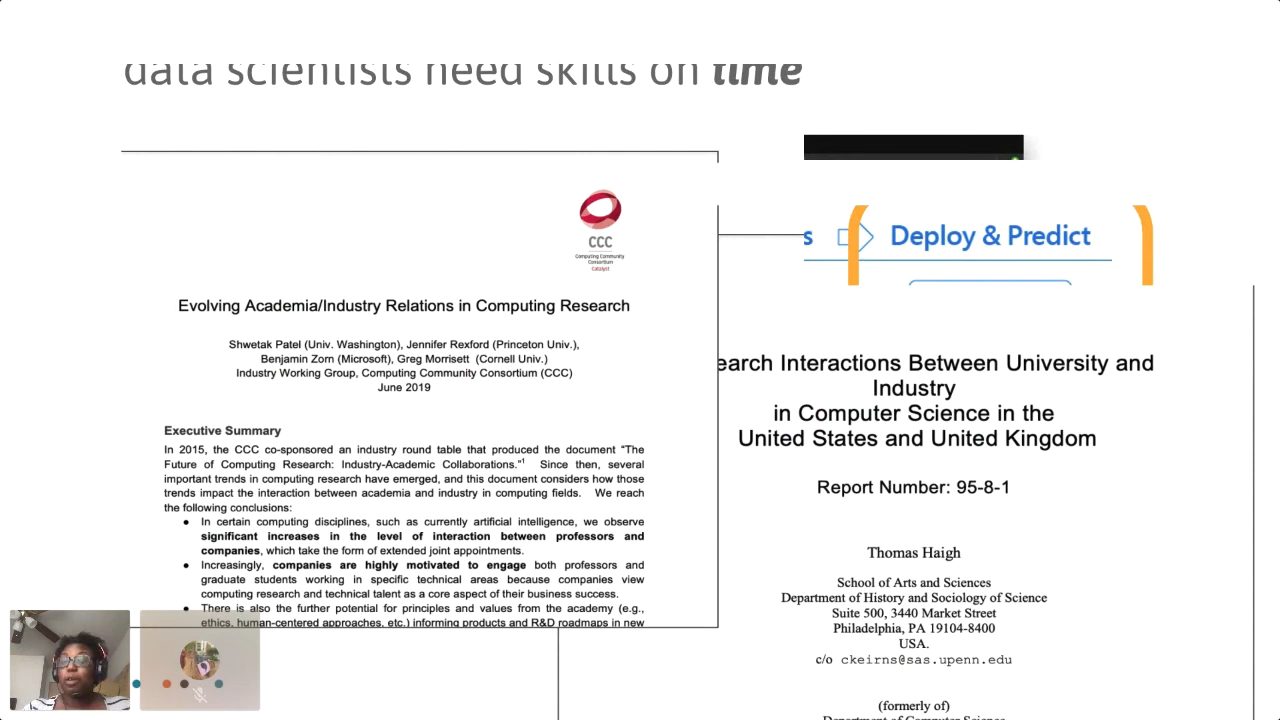 data scientists need skills on time
s
Deploy & Predict
CCC
Computing Community
Consortium
Catalyst
Evolving Academia/Industry Relations in Computing Research
Shwetak Patel (Univ. Washington), Jennifer Rexford (Princeton Univ.),
Benjamin Zorn (Microsoft), Greg Morrisett (Cornell Univ.)
Industry Working Group, Computing Community Consortium (CCC)
June 2019
Executive Summary
In 2015, the CCC co-sponsored an industry round table that produced the document “The
Future of Computing Research: Industry-Academic Collaborations.”1 Since then, several
important trends in computing research have emerged, and this document considers how those
trends impact the interaction between academia and industry in computing fields. We reach
the following conclusions:
● In certain computing disciplines, such as currently artificial intelligence, we observe
significant increases in the level of interaction between professors and
companies, which take the form of extended joint appointments.
● Increasingly, companies are highly motivated to engage both professors and
graduate students working in specific technical areas because companies view
computing research and technical talent as a core aspect of their business success.
● There is also the further potential for principles and values from the academy (e.g.,
ethics, human-centered approaches, etc.) informing products and R&D roadmaps in new
earch Interactions Between University and
Industry
in Computer Science in the
United States and United Kingdom
Report Number: 95-8-1
Thomas Haigh
School of Arts and Sciences
Department of History and Sociology of Science
Suite 500, 3440 Market Street
Philadelphia, PA 19104-8400
USA.
c/o ckeirns@sas.upenn.edu
(formerly of)
Department of Computer Science